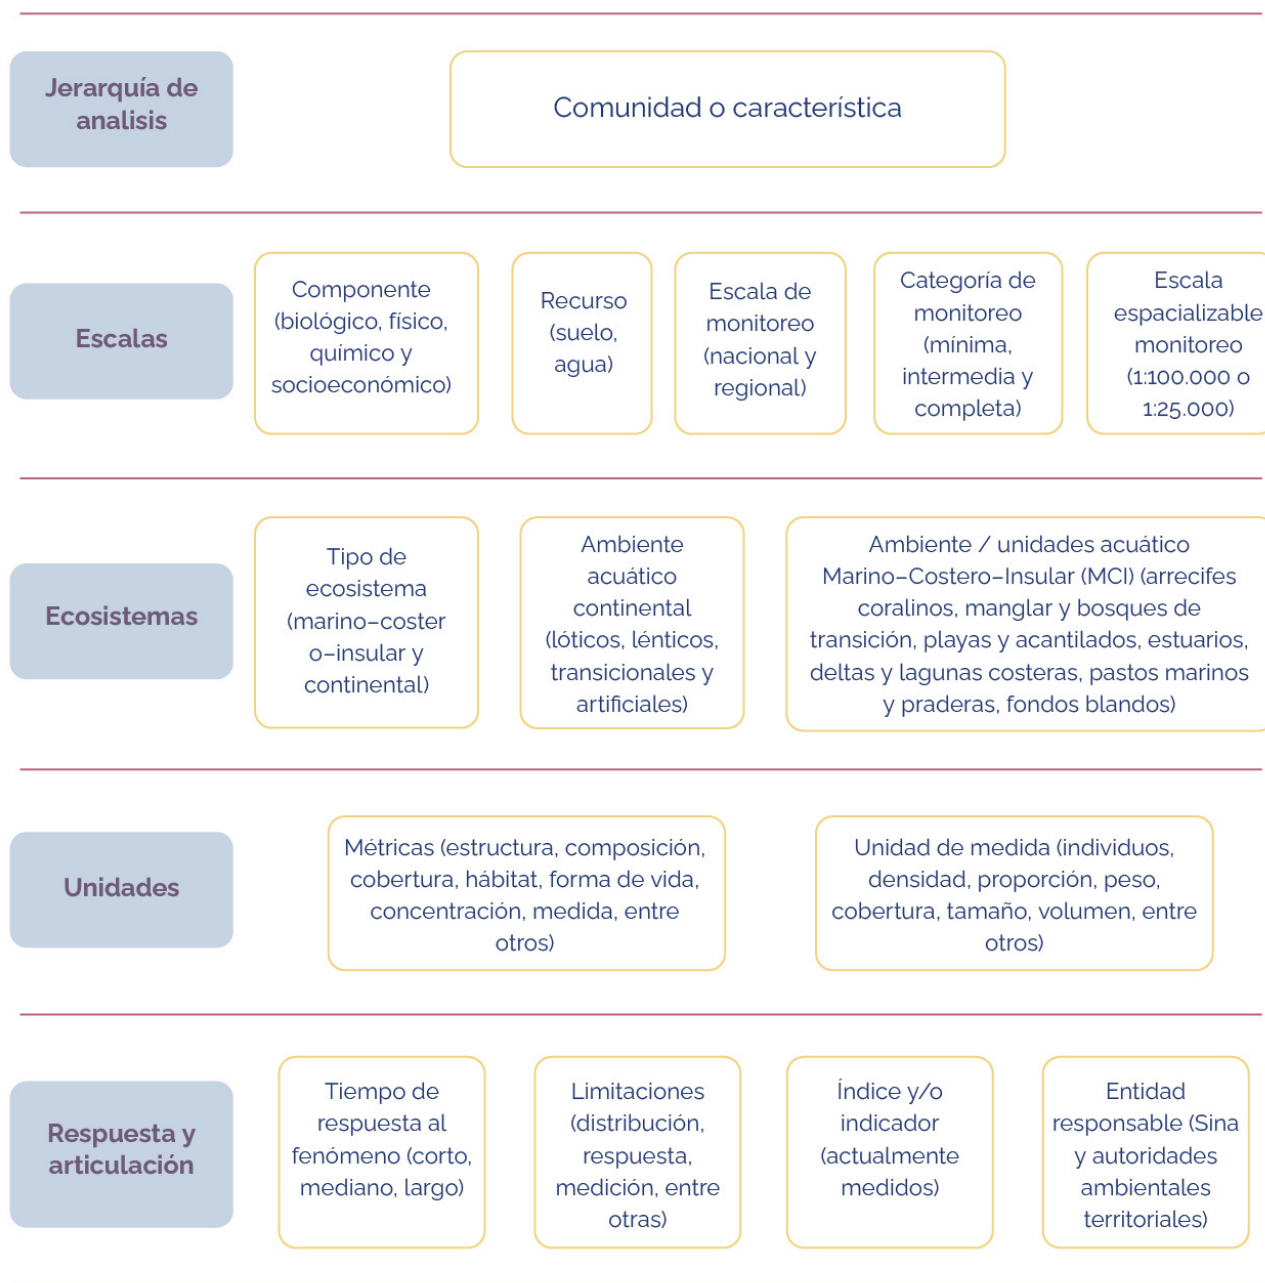 Jerarquía de
analisis
Comunidad o característica
Escalas
Componente
(biológico, físico,
químico y
socioeconómico)
Recurso
(suelo,
agua)
Escala de
monitoreo
(nacional y
regional)
Categoría de
monitoreo
(mínima,
intermedia y
completa)
Escala
espacializable
monitoreo
(1:100.000 o
1:25.000)
Ecosistemas
Tipo de
ecosistema
(marino–coster
o–insular y
continental)
Ambiente
acuático
continental
(lóticos, lénticos,
transicionales y
artificiales)
Ambiente / unidades acuático
Marino–Costero–Insular (MCI) (arrecifes
coralinos, manglar y bosques de
transición, playas y acantilados, estuarios,
deltas y lagunas costeras, pastos marinos
y praderas, fondos blandos)
Unidades
Métricas (estructura, composición,
cobertura, hábitat, forma de vida,
concentración, medida, entre
otros)
Unidad de medida (individuos,
densidad, proporción, peso,
cobertura, tamaño, volumen, entre
otros)
Respuesta y
articulación
Tiempo de
respuesta al
fenómeno (corto,
mediano, largo)
Limitaciones
(distribución,
respuesta,
medición, entre
otras)
Índice y/o
indicador
(actualmente
medidos)
Entidad
responsable (Sina
y autoridades
ambientales
territoriales)